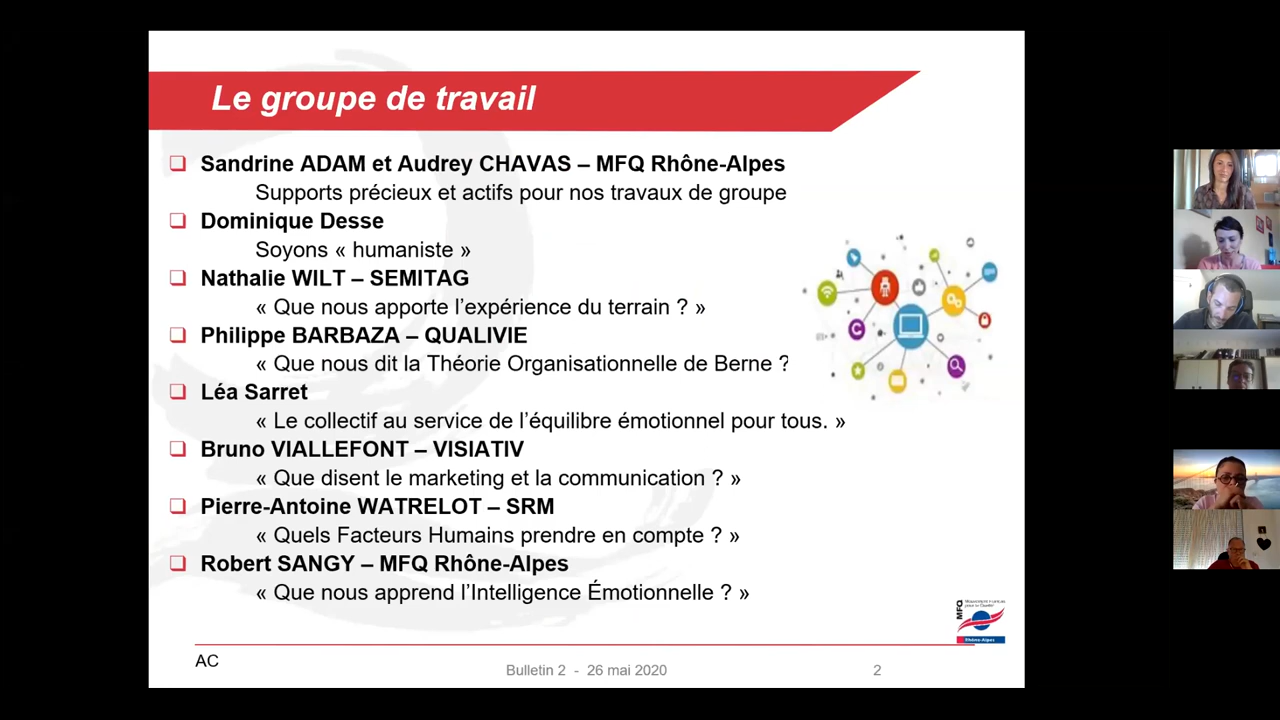 Le groupe de travail
Sandrine ADAM et Audrey CHAVAS – MFQ Rhône-Alpes
Supports précieux et actifs pour nos travaux de groupe
Dominique Desse
Soyons « humaniste »
Nathalie WILT – SEMITAG
« Que nous apporte l’expérience du terrain ? »
Philippe BARBAZA – QUALIVIE
« Que nous dit la Théorie Organisationnelle de Berne ?
Léa Sarret
« Le collectif au service de l’équilibre émotionnel pour tous. »
Bruno VIALLEFONT – VISIATIV
« Que disent le marketing et la communication ? »
Pierre-Antoine WATRELOT – SRM
« Quels Facteurs Humains prendre en compte ? »
Robert SANGY – MFQ Rhône-Alpes
« Que nous apprend l’Intelligence Émotionnelle ? »
MFQ
Rhône-Alpes
AC
Bulletin 2 - 26 mai 2020
2